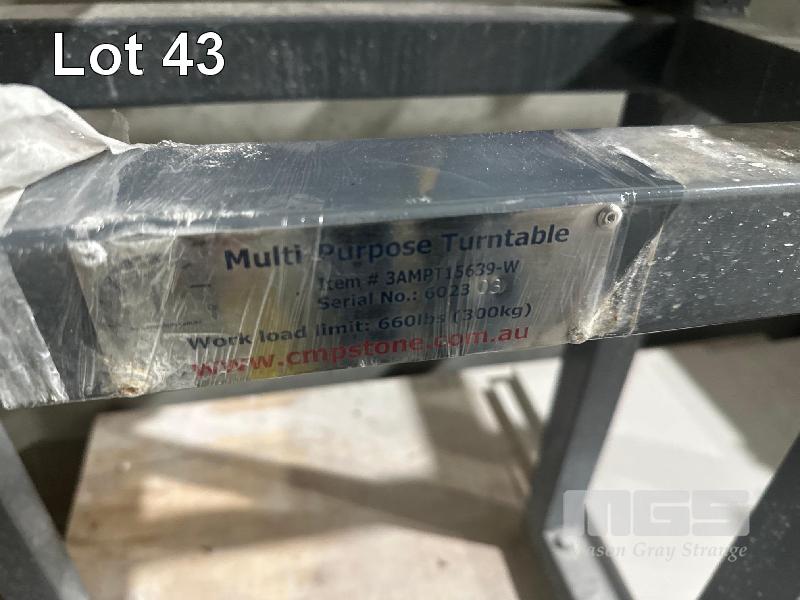 Lot 43
Multi-Purpose Turntable
Item # 3AMPT15639-W
Serial No.: 6023 03
Work load limit: 660lbs (300kg)
www.cmpstone.com.au
MGS
Mason Gray Strange